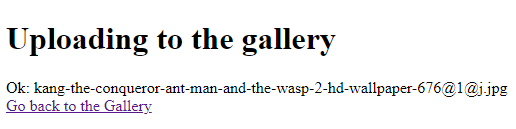 Uploading to the gallery
Ok: kang-the-conqueror-ant-man-and-the-wasp-2-hd-wallpaper-676@1@j.jpg
Go back to the Gallery